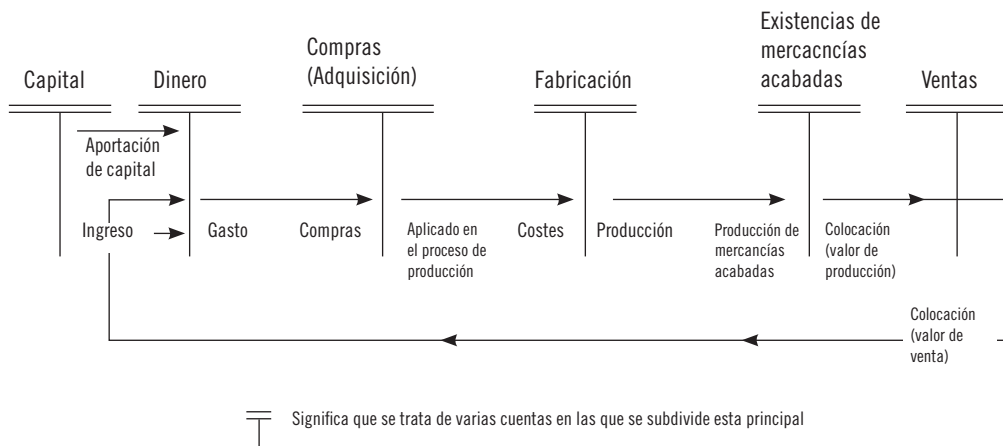 Capital
Dinero
Compras
(Adquisición)
Fabricación
Existencias de
mercacncías
acabadas
Ventas
Aportación
de capital
Ingreso
Gasto
Compras
Aplicado en
el proceso de
producción
Costes
Producción
Producción de
mercancías
acabadas
Colocación
(valor de
producción)
Colocación
(valor de
venta)
Significa que se trata de varias cuentas en las que se subdivide esta principal